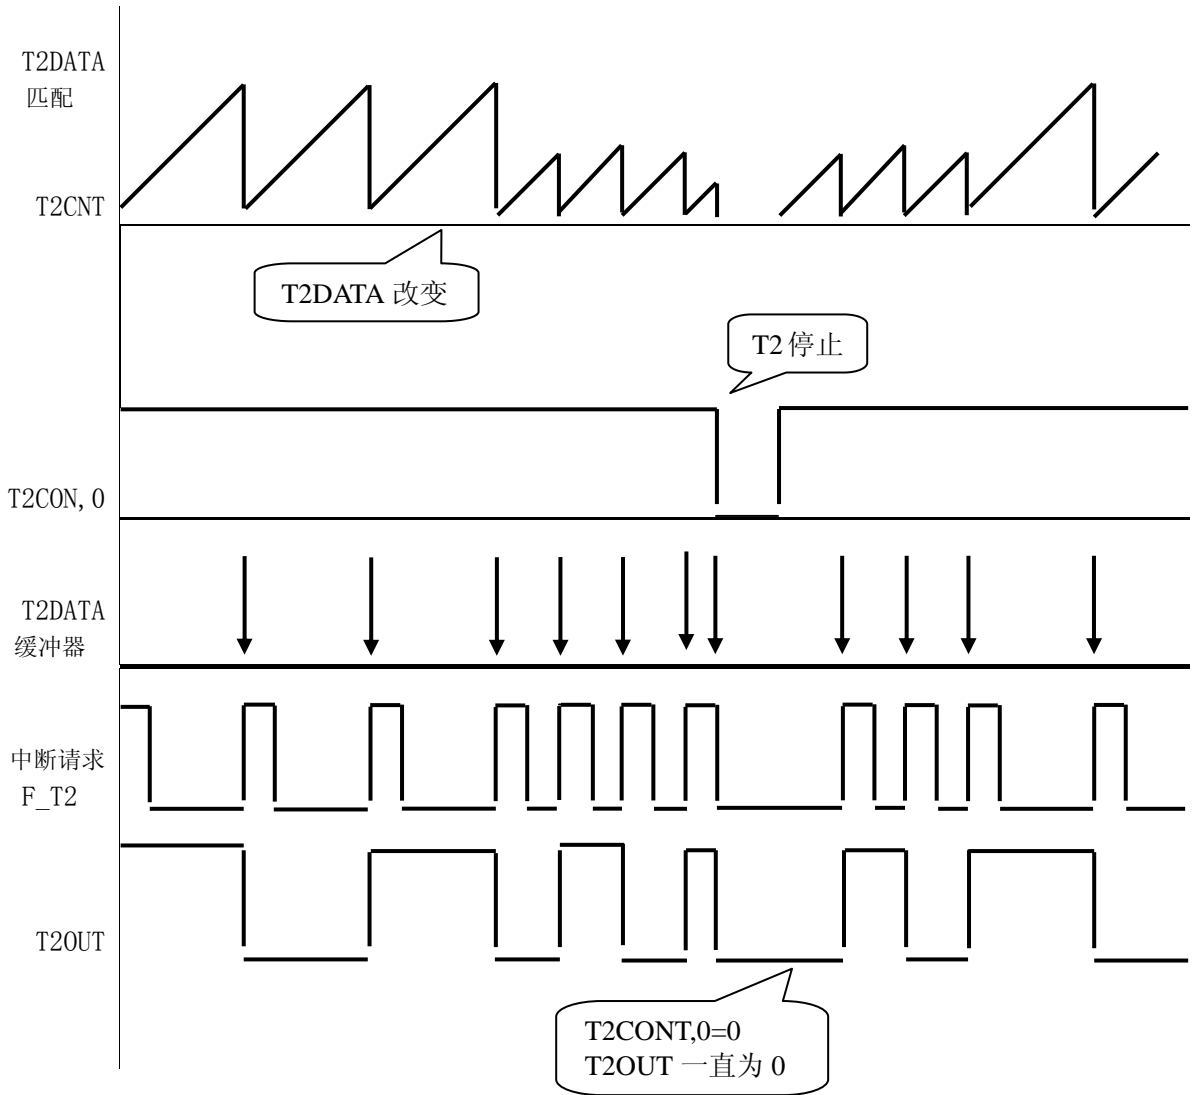 T2DATA
匹配
T2CNT
T2DATA 改变
T2 停止
T2CON, 0
T2DATA
缓冲器
中断请求
F_T2
T2OUT
T2CONT,0=0
T2OUT 一直为 0